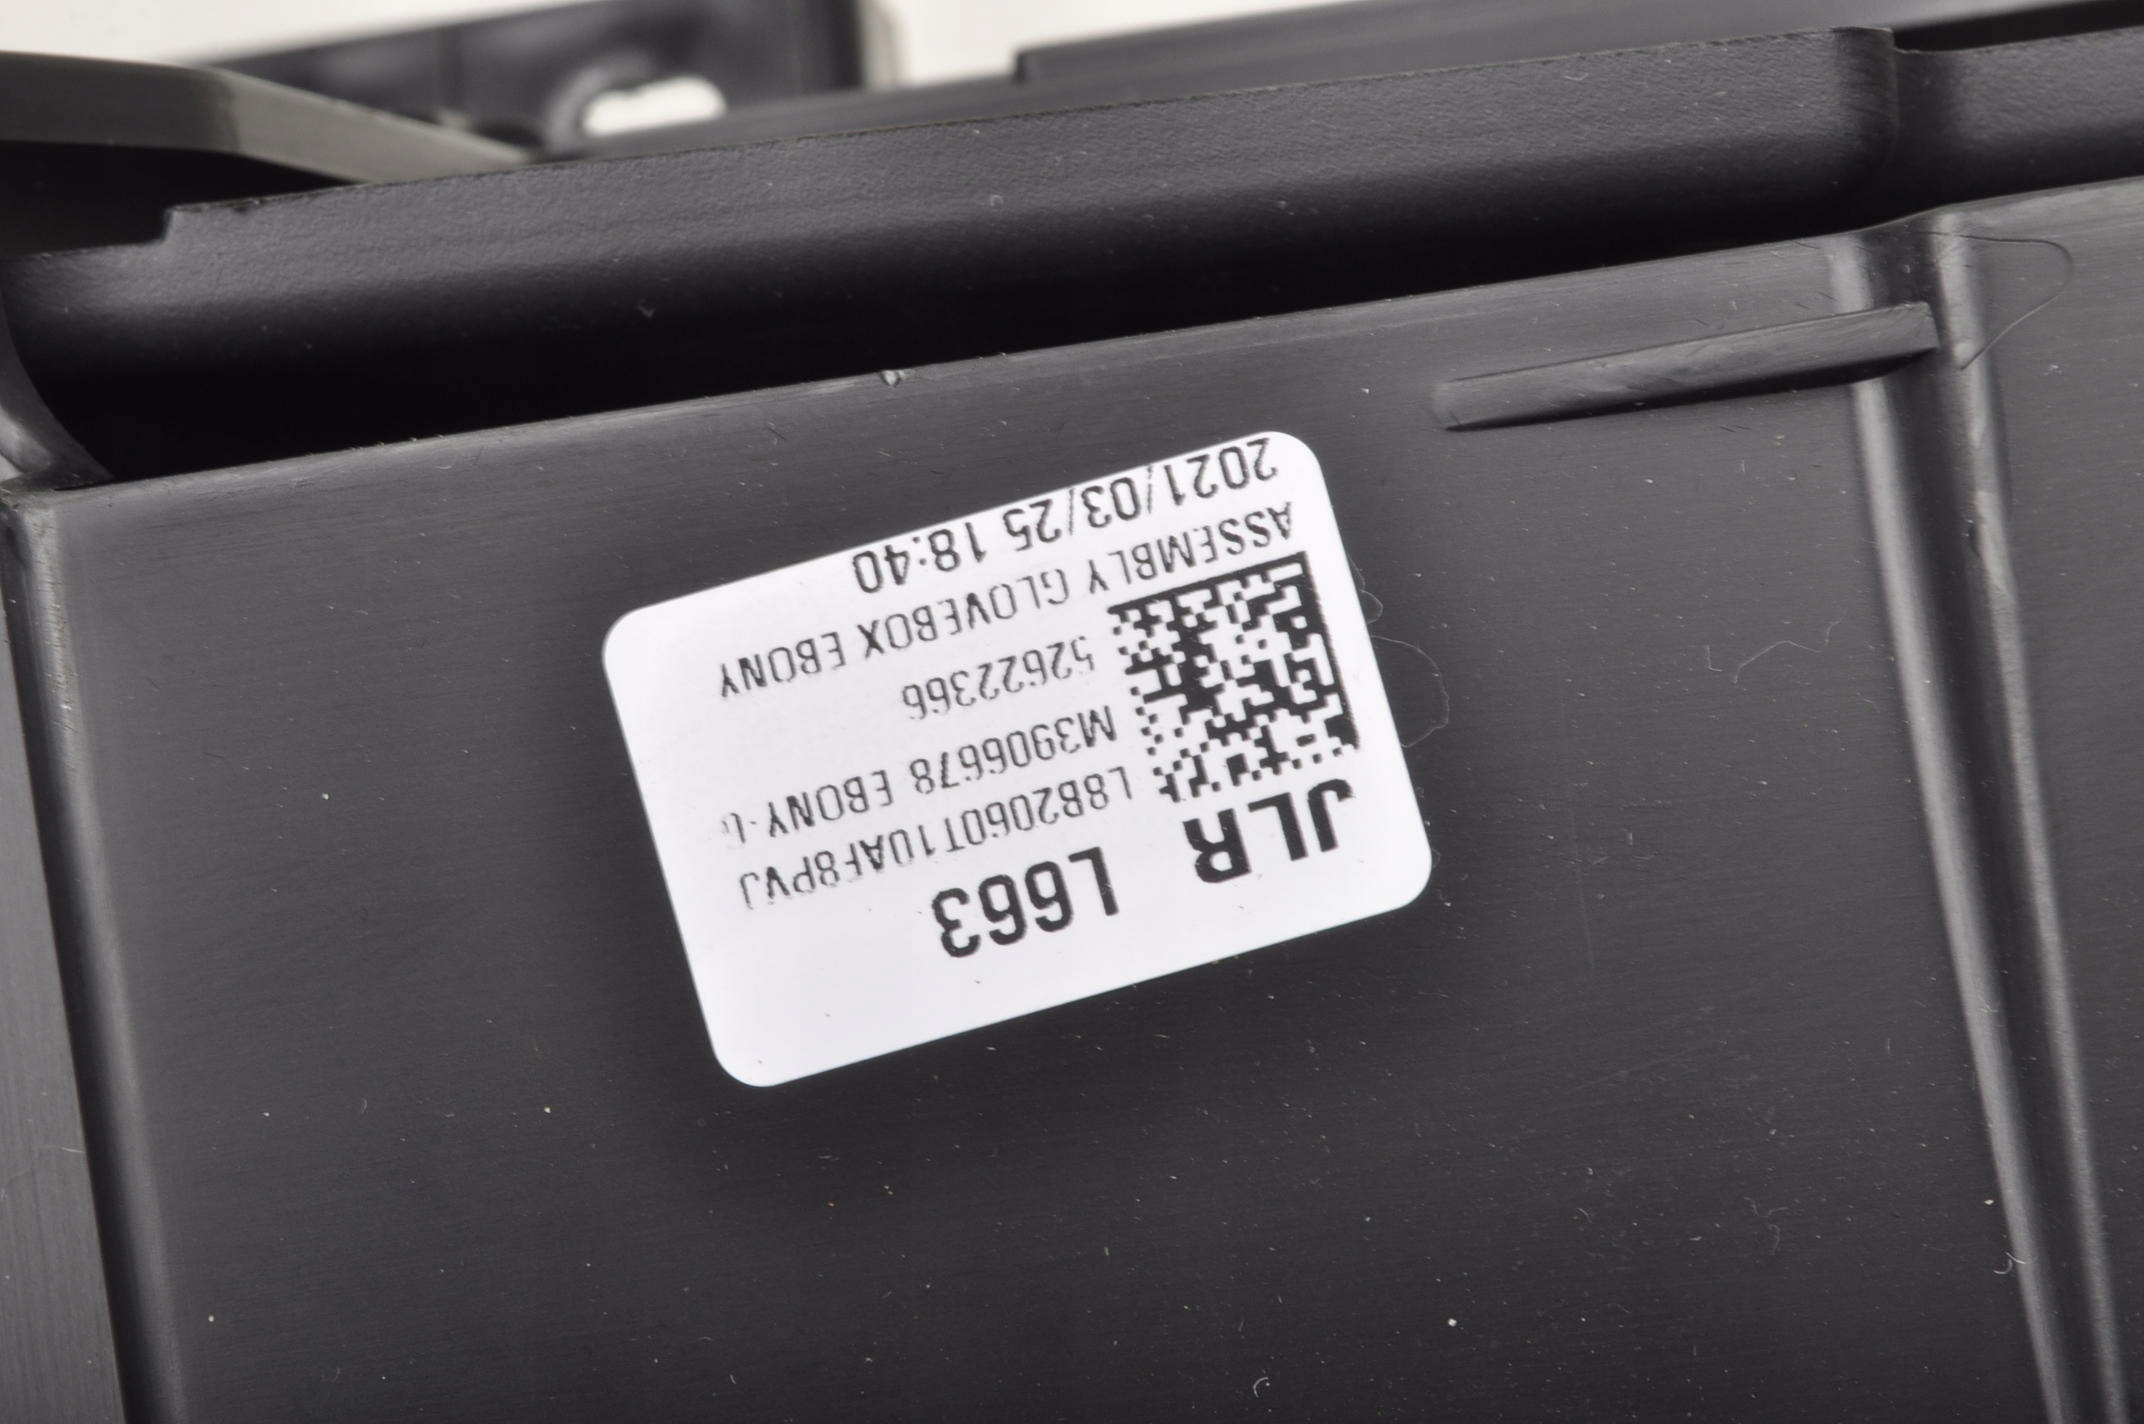 JLR L663
L8B2060T10AF8PVJ
M3906678 EBONY-
52622366
ASSEMBLY GLOVEBOX EBONY
2021/03/25 18:40